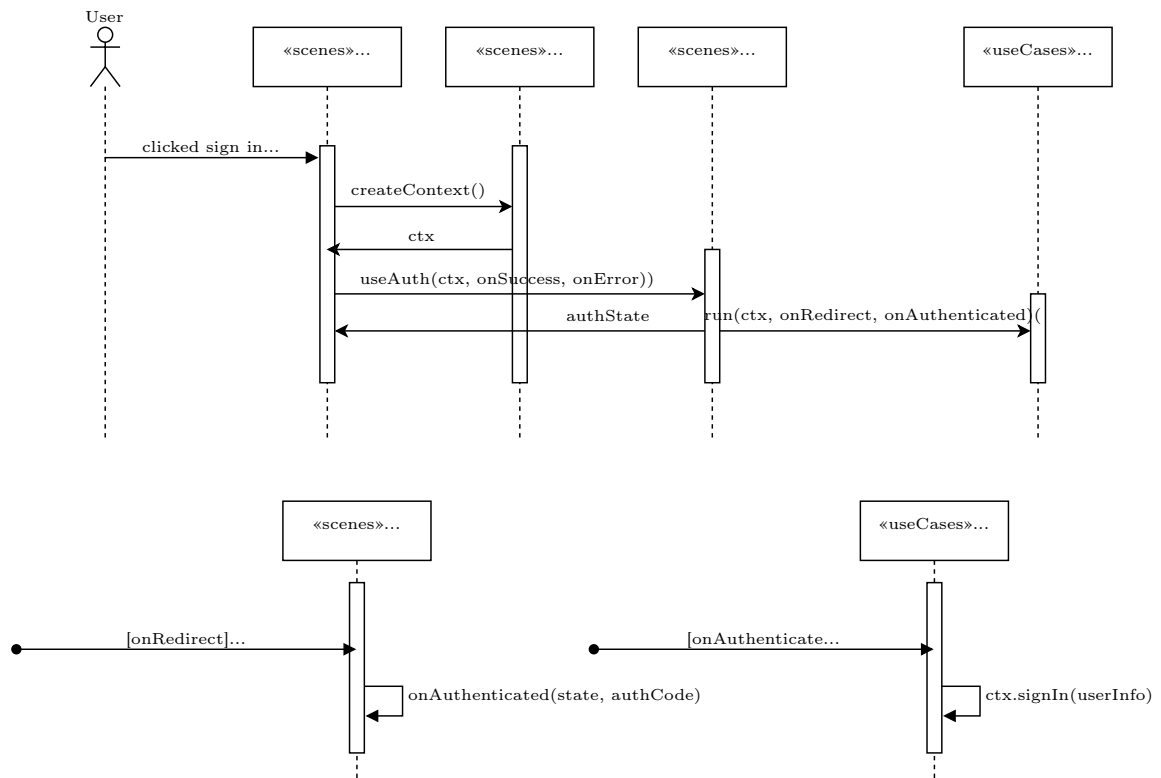 User
«scenes»...
«scenes»...
«scenes»...
«useCases»...
clicked sign in...
createContext()
ctx
useAuth(ctx, onSuccess, onError))
authState
run(ctx, onRedirect, onAuthenticated)(
«scenes»...
«useCases»...
[onRedirect]...
[onAuthenticate...
onAuthenticated(state, authCode)
ctx.signIn(userInfo)